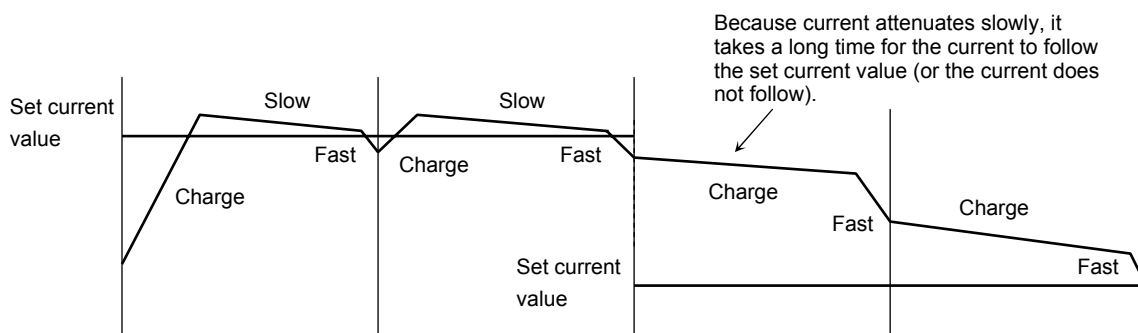 Because current attenuates slowly, it
takes a long time for the current to follow
the set current value (or the current does
not follow).
Set current
value
Slow
Slow
Fast
Charge
Fast
Charge
Charge
Fast
Charge
Set current
value
Fast